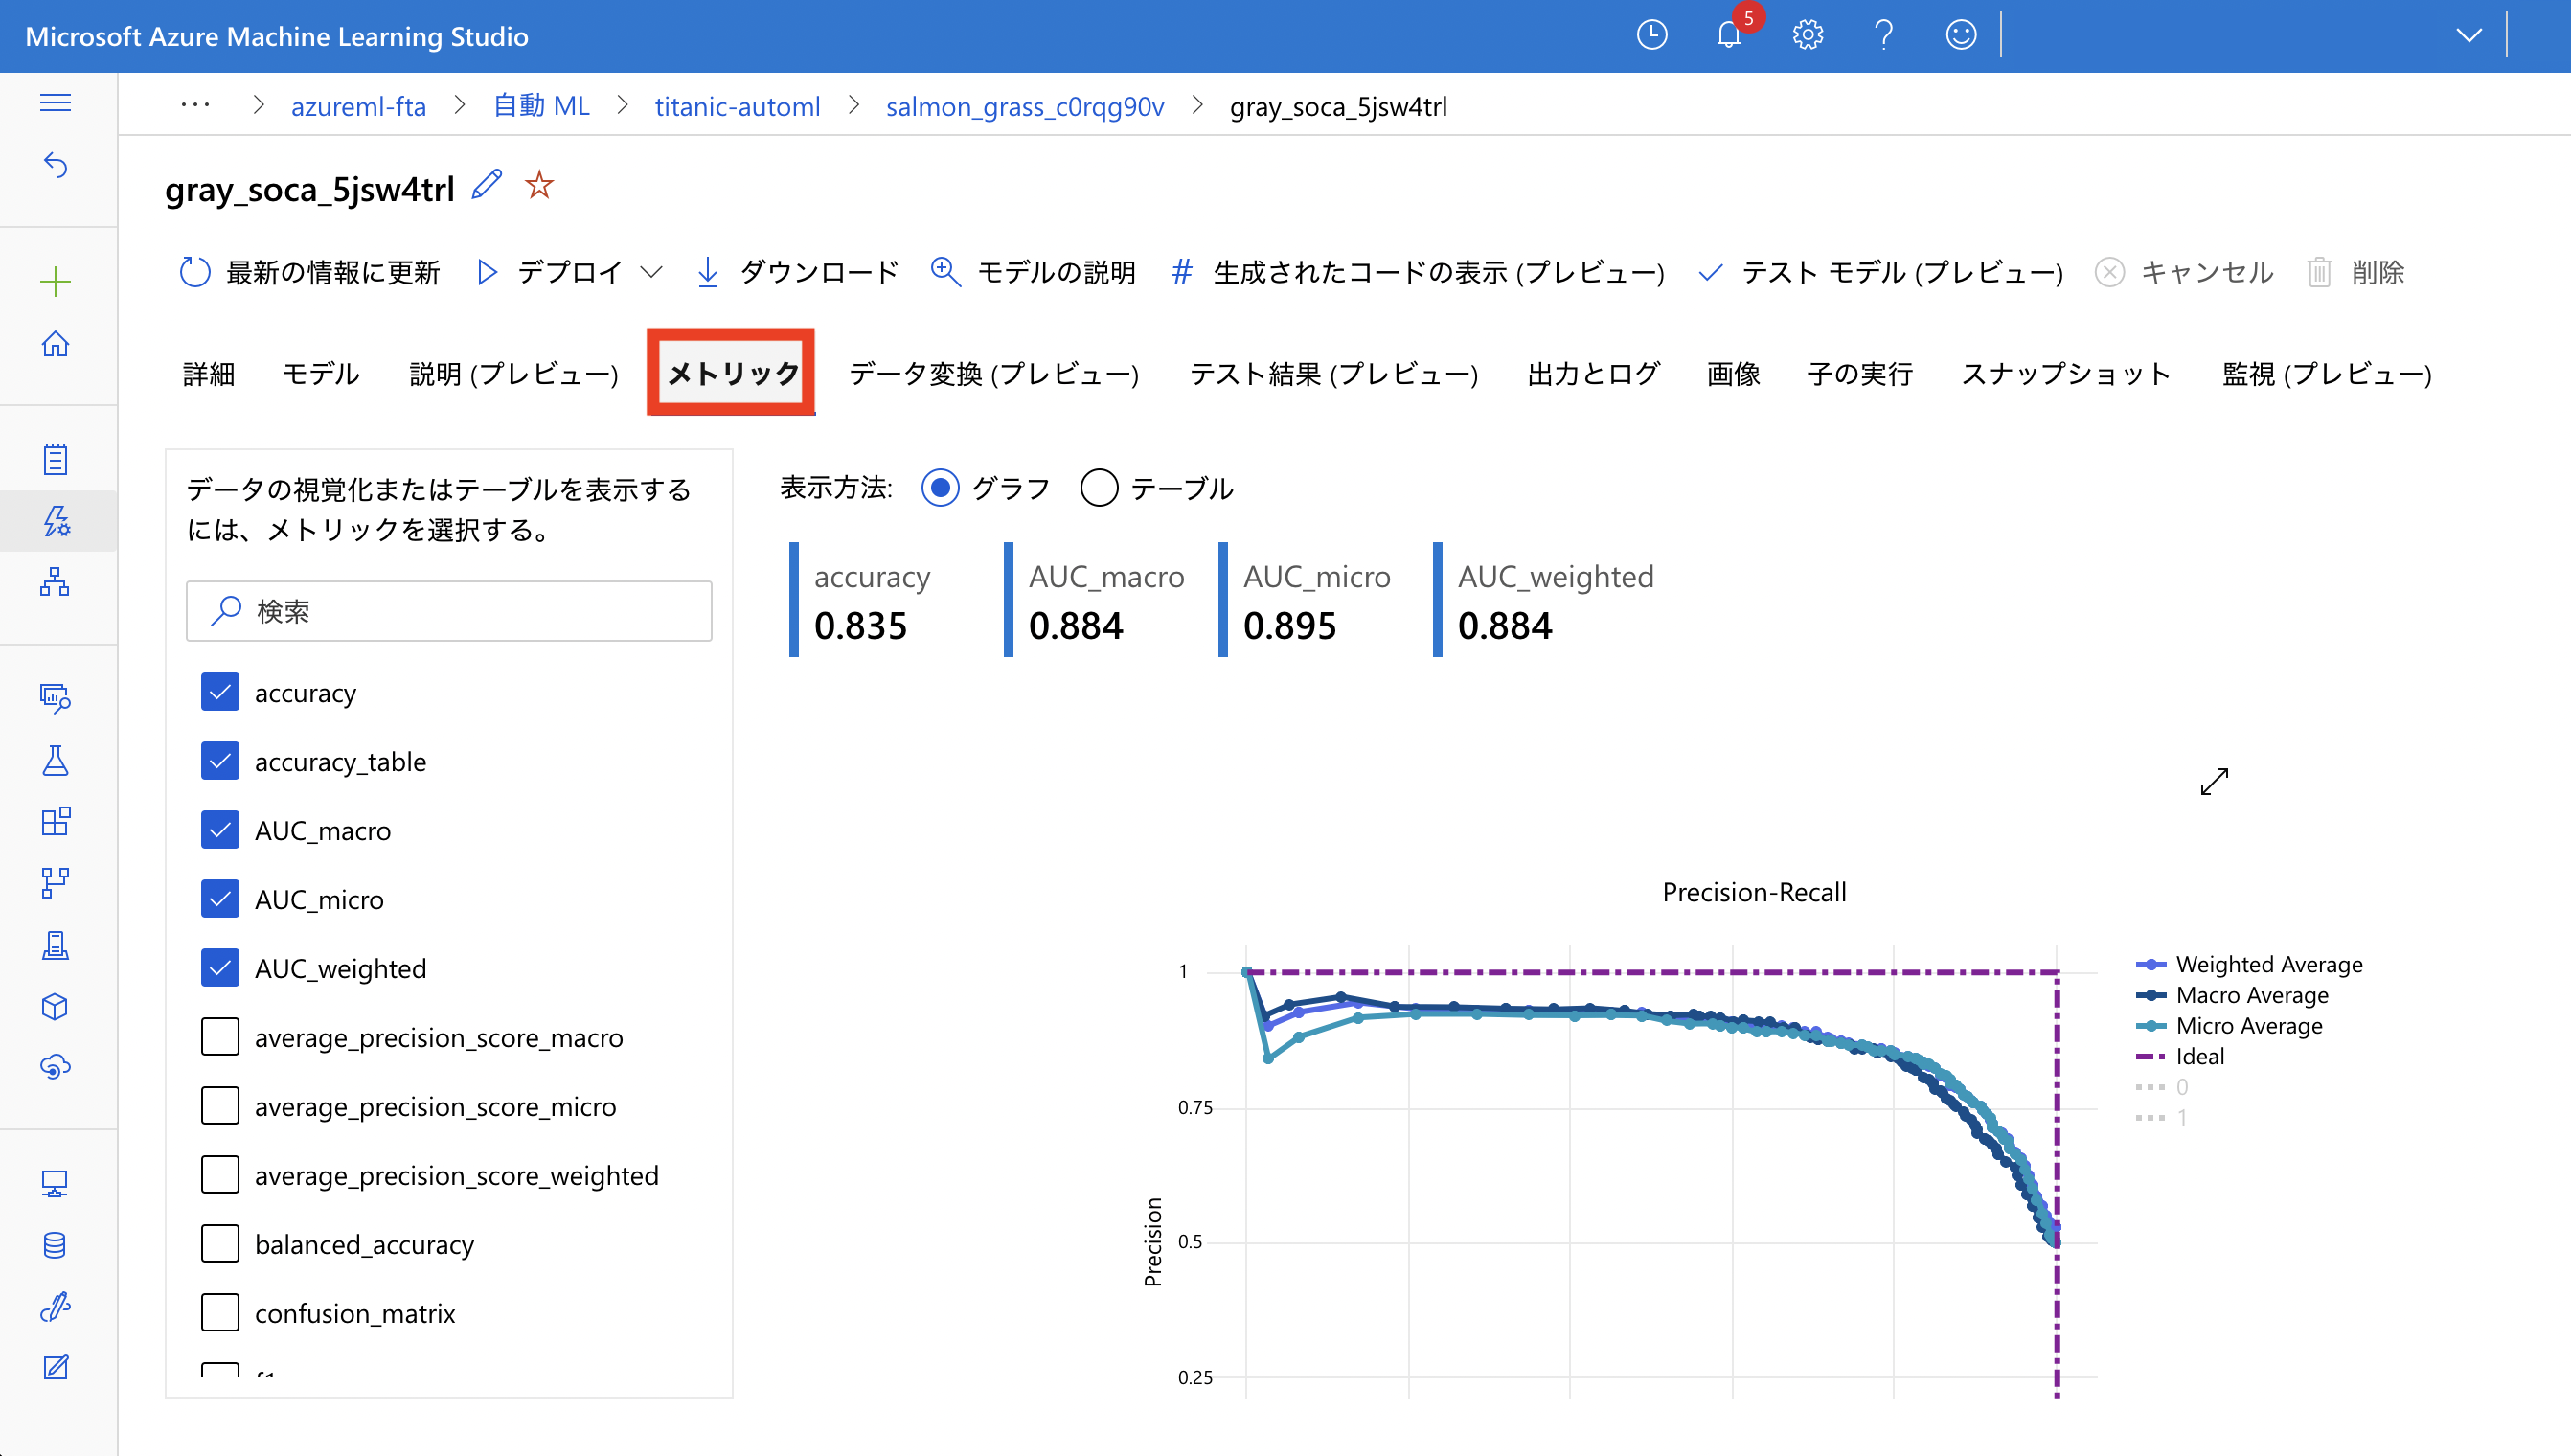 Microsoft Azure Machine Learning Studio
5
··· > azureml-fta > 自動 ML > titanic-automl > salmon_grass_c0rqg90v > gray_soca_5jsw4trl
gray_soca_5jsw4trl
最新の情報に更新 デプロイ ダウンロード モデルの説明 # 生成されたコードの表示 (プレビュー) テスト モデル (プレビュー) キャンセル 削除
詳細 モデル 説明 (プレビュー) メトリック データ変換 (プレビュー) テスト結果 (プレビュー) 出力とログ 画像 子の実行 スナップショット 監視 (プレビュー)
データの視覚化またはテーブルを表示する
には、メトリックを選択する。
検索
accuracy
accuracy_table
AUC_macro
AUC_micro
AUC_weighted
average_precision_score_macro
average_precision_score_micro
average_precision_score_weighted
balanced_accuracy
confusion_matrix
表示方法: グラフ テーブル
accuracy
0.835
AUC_macro
0.884
AUC_micro
0.895
AUC_weighted
0.884
Precision-Recall
1
0.75
0.5
0.25
Precision
Weighted Average
Macro Average
Micro Average
Ideal
0
1